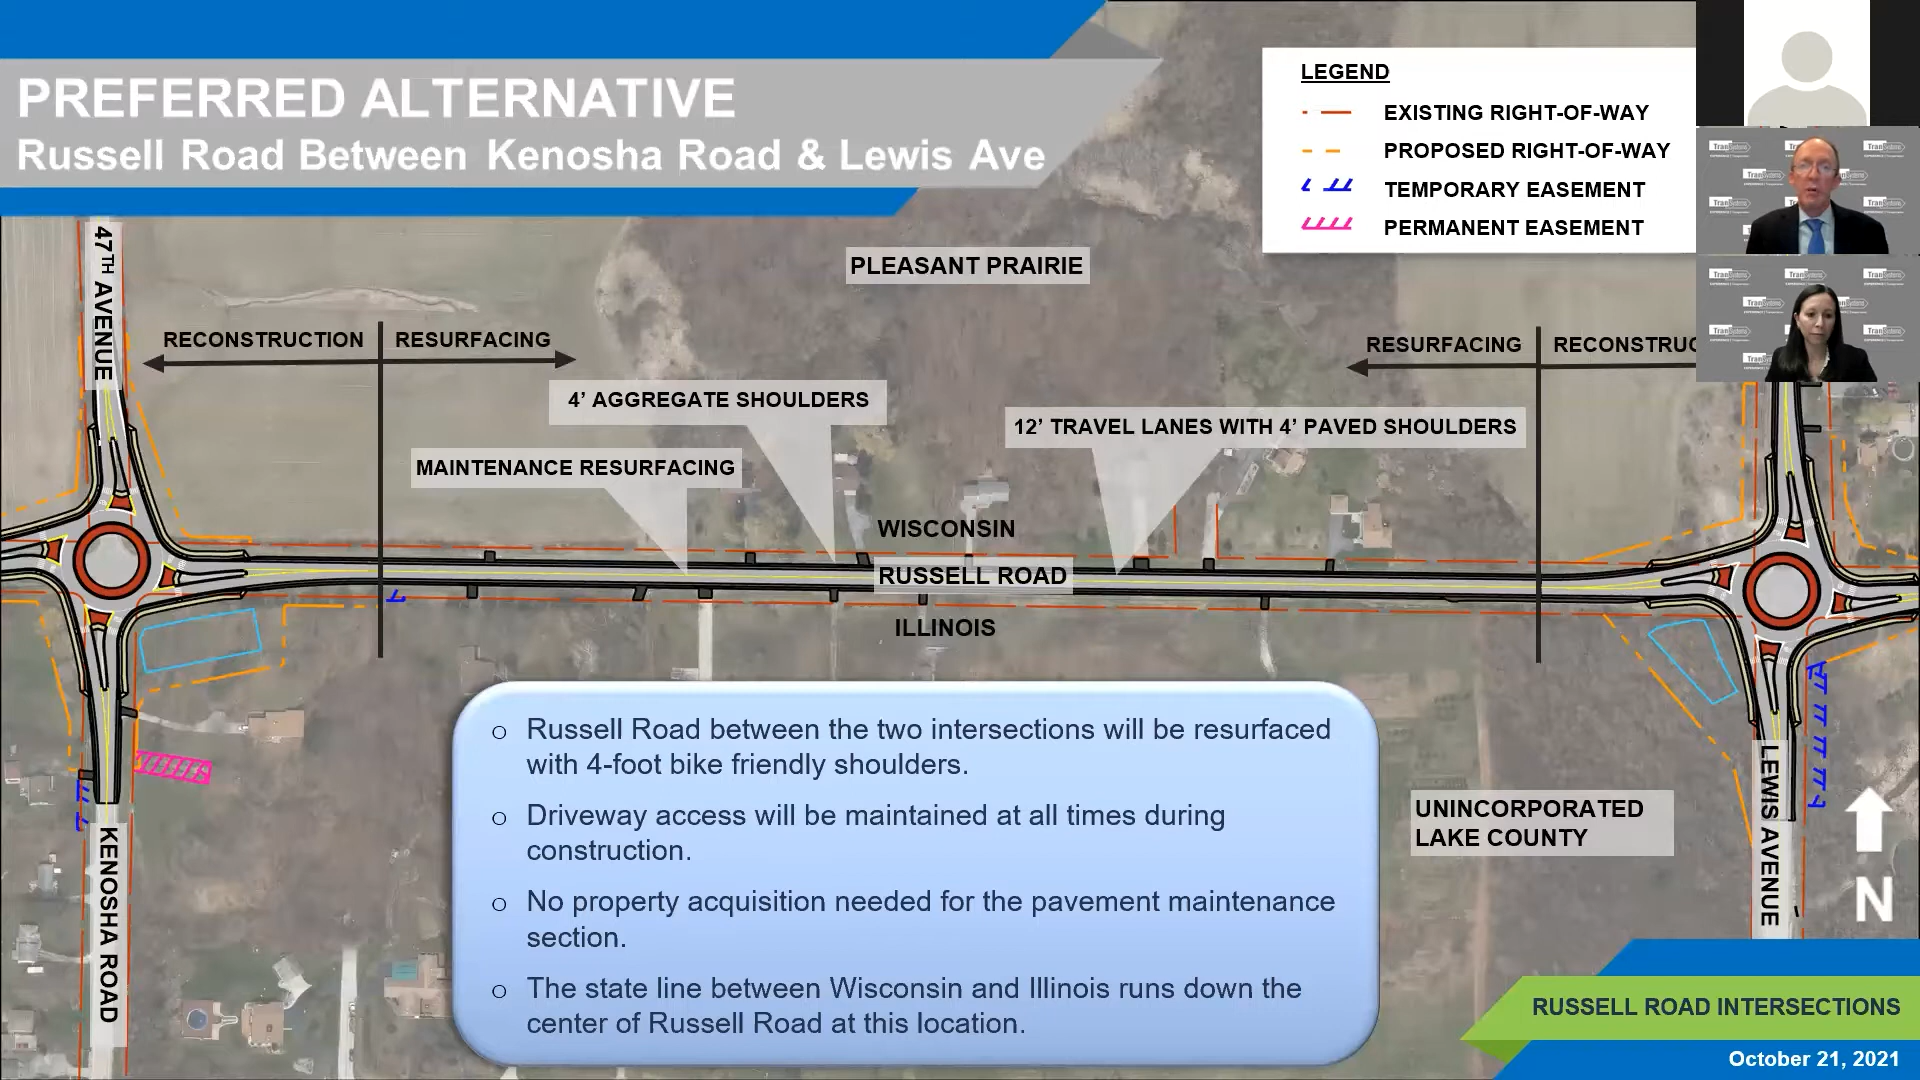 PREFERRED ALTERNATIVE
Russell Road Between Kenosha Road & Lewis Ave
LEGEND
EXISTING RIGHT-OF-WAY
PROPOSED RIGHT-OF-WAY
TEMPORARY EASEMENT
PERMANENT EASEMENT
47TH AVENUE
PLEASANT PRAIRIE
RECONSTRUCTION
RESURFACING
RESURFACING
RECONSTRUC
4’ AGGREGATE SHOULDERS
12’ TRAVEL LANES WITH 4’ PAVED SHOULDERS
MAINTENANCE RESURFACING
WISCONSIN
RUSSELL ROAD
ILLINOIS
○ Russell Road between the two intersections will be resurfaced
with 4-foot bike friendly shoulders.
○ Driveway access will be maintained at all times during
construction.
○ No property acquisition needed for the pavement maintenance
section.
○ The state line between Wisconsin and Illinois runs down the
center of Russell Road at this location.
UNINCORPORATED
LAKE COUNTY
KENOSHA ROAD
LEWIS AVENUE
N
RUSSELL ROAD INTERSECTIONS
October 21, 2021